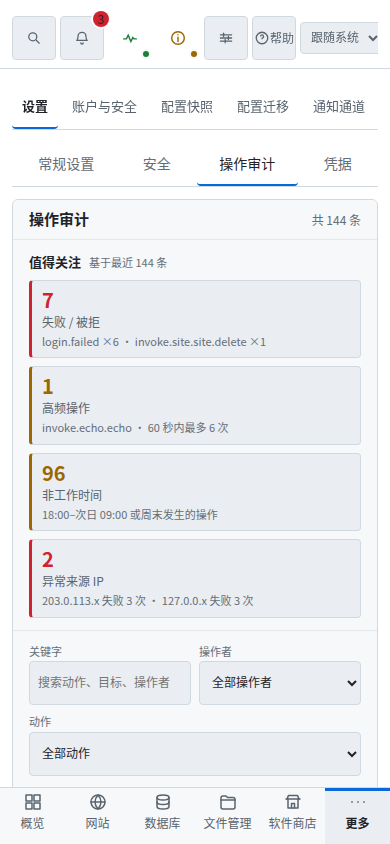 3
帮助
跟随系统
设置 账户与安全 配置快照 配置迁移 通知通道
常规设置 安全 操作审计 凭据
操作审计 共 144 条
值得关注 基于最近 144 条
7
失败 / 被拒
login.failed ×6 · invoke.site.site.delete ×1
1
高频操作
invoke.echo.echo · 60 秒内最多 6 次
96
非工作时间
18:00–次日 09:00 或周末发生的操作
2
异常来源 IP
203.0.113.x 失败 3 次 · 127.0.0.x 失败 3 次
关键字 操作者
搜索动作、目标、操作者 全部操作者
动作
全部动作
概览 网站 数据库 文件管理 软件商店 更多